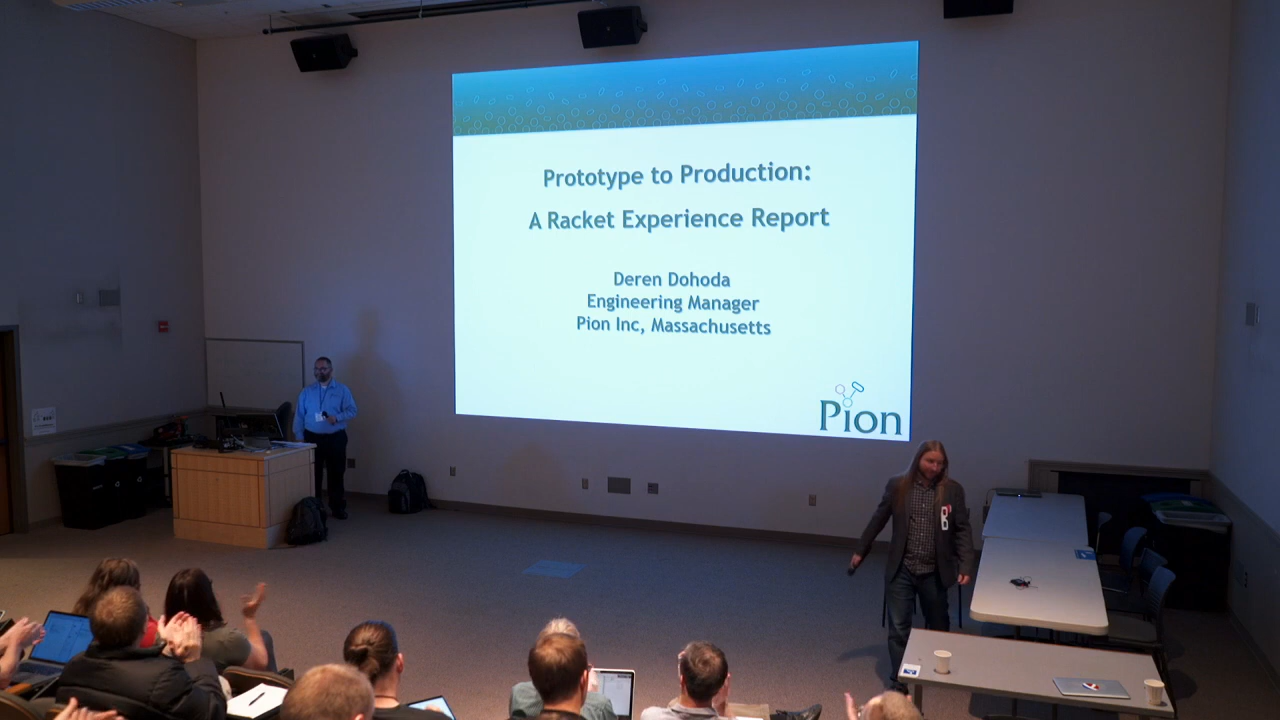 Prototype to Production:
A Racket Experience Report
Deren Dohoda
Engineering Manager
Pion Inc, Massachusetts
Pion